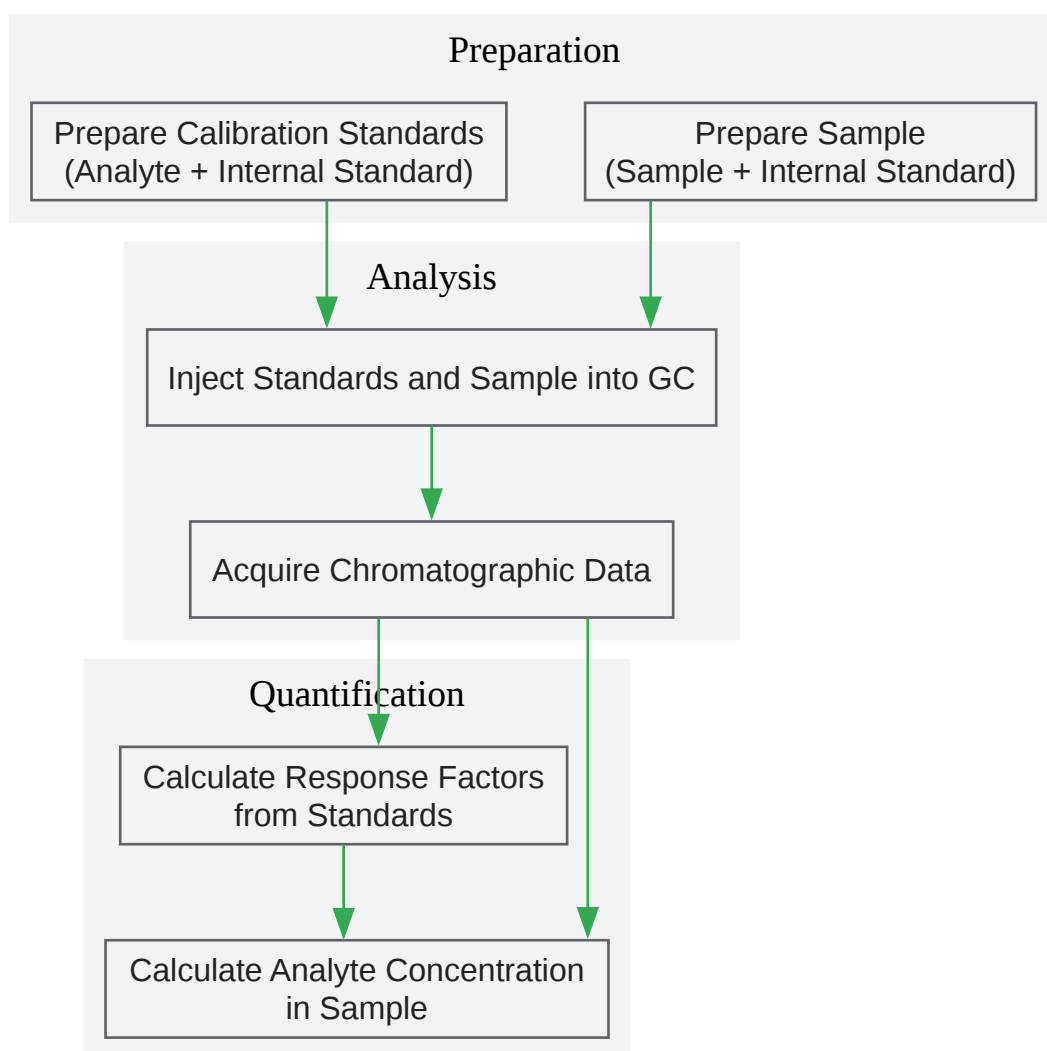 Preparation
Prepare Calibration Standards
(Analyte + Internal Standard)
Prepare Sample
(Sample + Internal Standard)
Analysis
Inject Standards and Sample into GC
Acquire Chromatographic Data
Quantification
Calculate Response Factors
from Standards
Calculate Analyte Concentration
in Sample